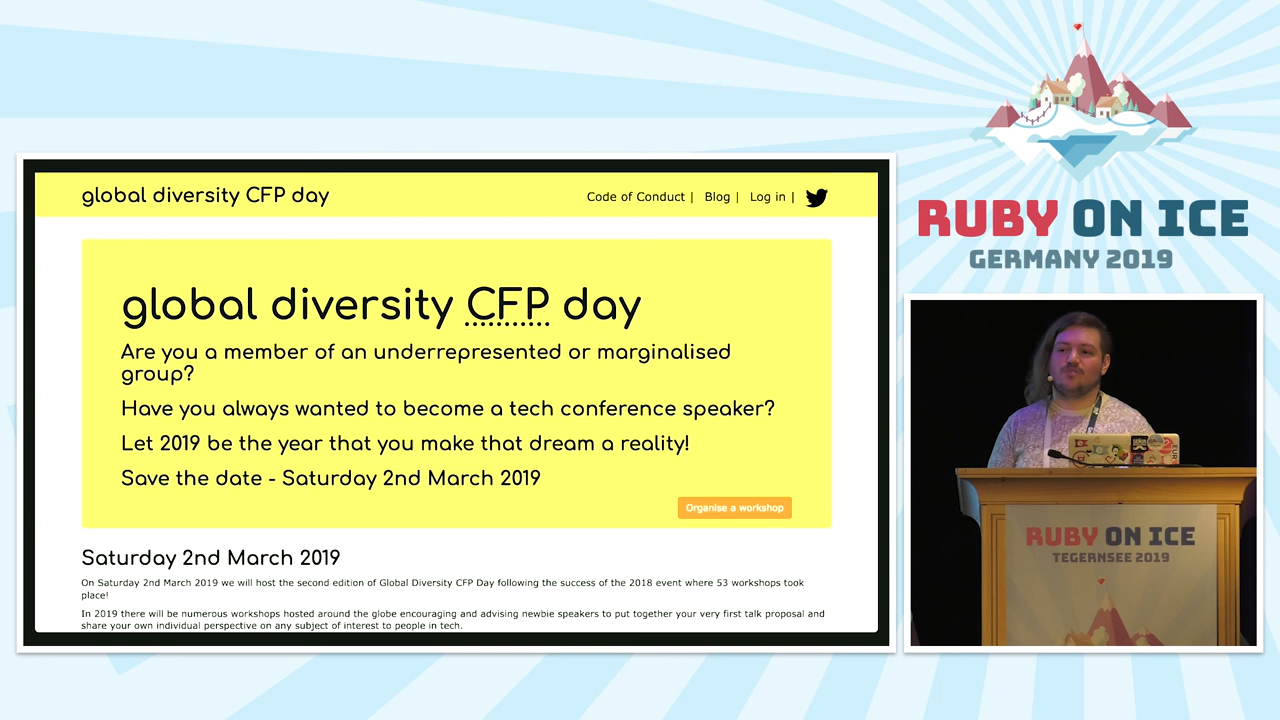 global diversity CFP day
Code of Conduct | Blog | Log in |
global diversity CFP day
Are you a member of an underrepresented or marginalised
group?
Have you always wanted to become a tech conference speaker?
Let 2019 be the year that you make that dream a reality!
Save the date - Saturday 2nd March 2019
Organise a workshop
Saturday 2nd March 2019
On Saturday 2nd March 2019 we will host the second edition of Global Diversity CFP Day following the success of the 2018 event where 53 workshops took
place!
In 2019 there will be numerous workshops hosted around the globe encouraging and advising newbie speakers to put together your very first talk proposal and
share your own individual perspective on any subject of interest to people in tech.
RUBY ON ICE
GERMANY 2019
RUBY ON ICE
TEGERNSEE 2019